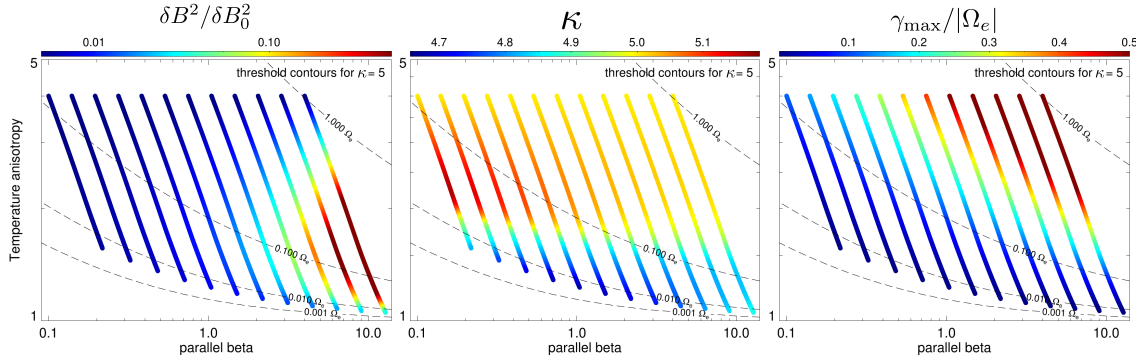 δB²/δB₀²
0.01 0.10
5
threshold contours for κ = 5
1.000 Ωₑ
0.100 Ωₑ
0.010 Ωₑ
0.001 Ωₑ
Temperature anisotropy
1
0.1 1.0 10.0
parallel beta
κ
4.7 4.8 4.9 5.0 5.1
5
threshold contours for κ = 5
1.000 Ωₑ
0.100 Ωₑ
0.010 Ωₑ
0.001 Ωₑ
1
0.1 1.0 10.0
parallel beta
γmax/|Ωₑ|
0.1 0.2 0.3 0.4 0.5
5
threshold contours for κ = 5
1.000 Ωₑ
0.100 Ωₑ
0.010 Ωₑ
0.001 Ωₑ
1
0.1 1.0 10.0
parallel beta